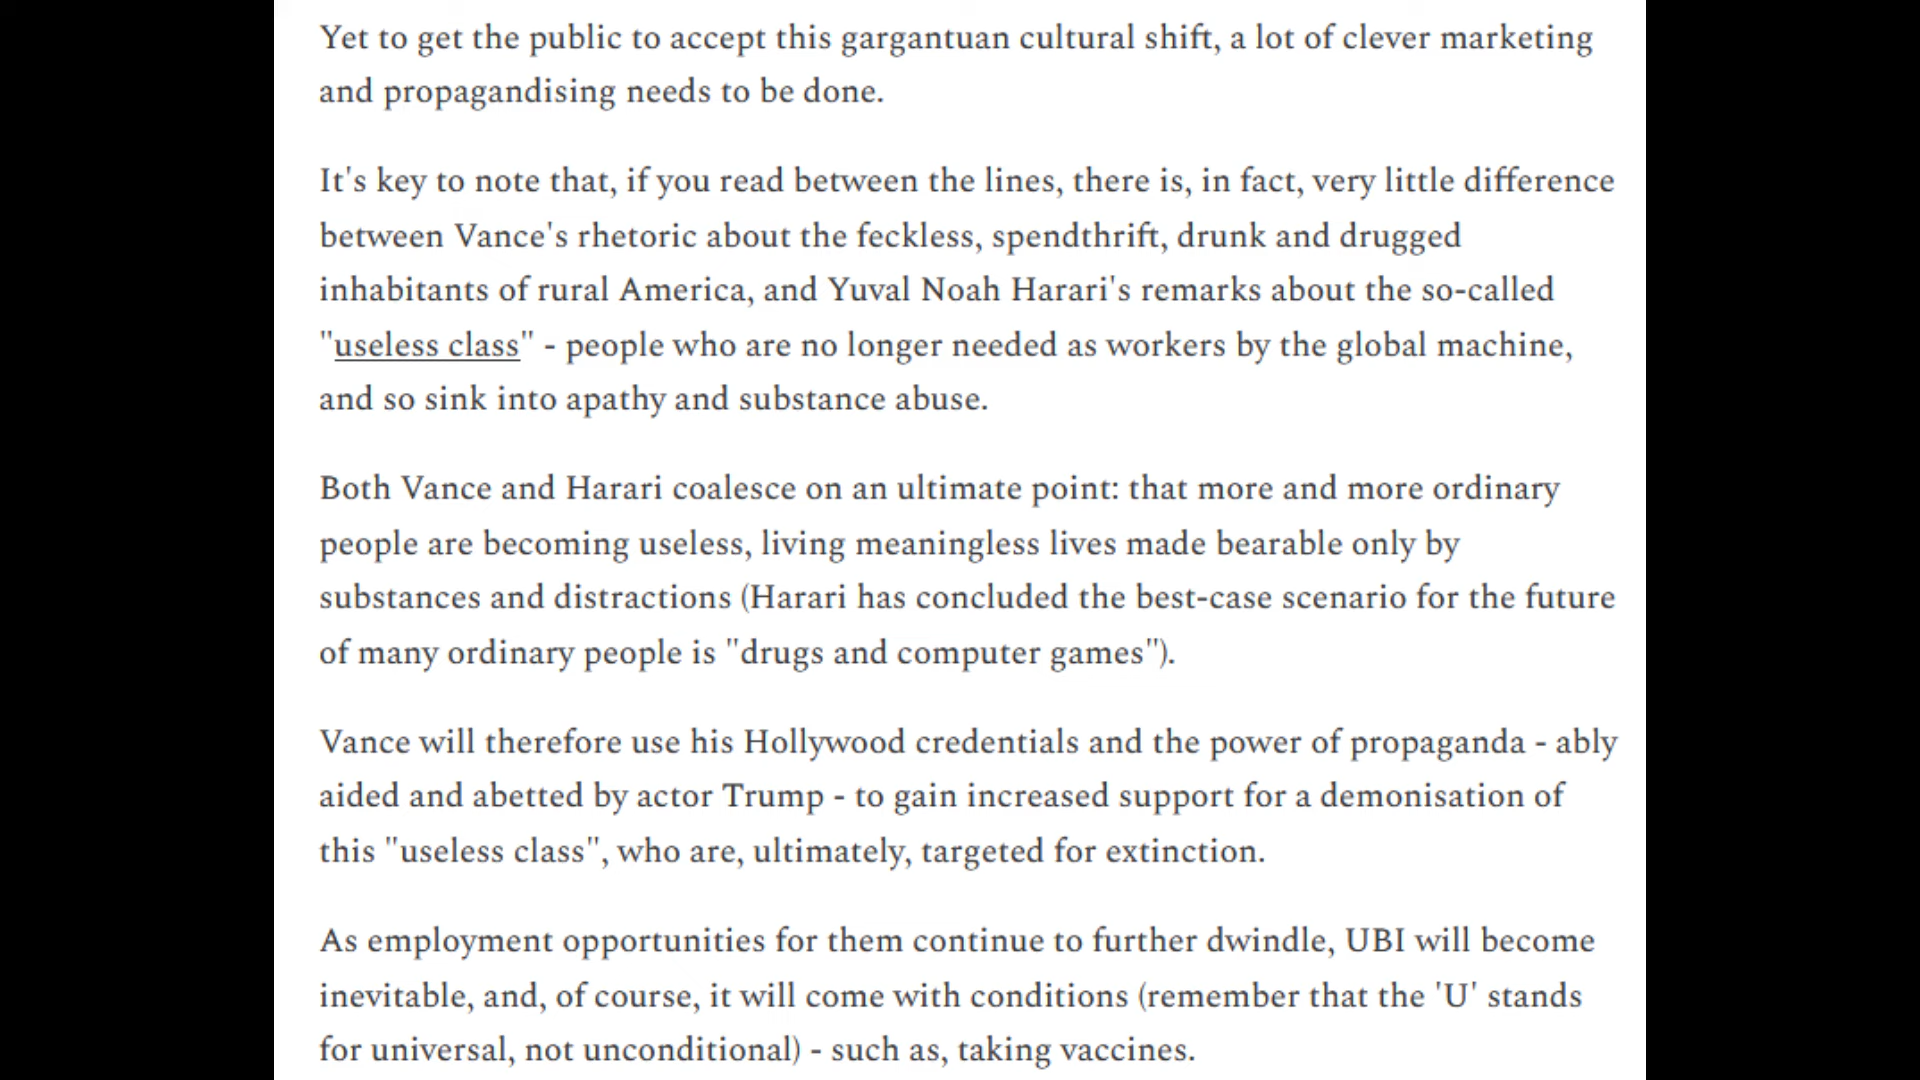 Yet to get the public to accept this gargantuan cultural shift, a lot of clever marketing
and propagandising needs to be done.
It's key to note that, if you read between the lines, there is, in fact, very little difference
between Vance's rhetoric about the feckless, spendthrift, drunk and drugged
inhabitants of rural America, and Yuval Noah Harari's remarks about the so-called
"useless class" - people who are no longer needed as workers by the global machine,
and so sink into apathy and substance abuse.
Both Vance and Harari coalesce on an ultimate point: that more and more ordinary
people are becoming useless, living meaningless lives made bearable only by
substances and distractions (Harari has concluded the best-case scenario for the future
of many ordinary people is "drugs and computer games").
Vance will therefore use his Hollywood credentials and the power of propaganda - ably
aided and abetted by actor Trump - to gain increased support for a demonisation of
this "useless class", who are, ultimately, targeted for extinction.
As employment opportunities for them continue to further dwindle, UBI will become
inevitable, and, of course, it will come with conditions (remember that the 'U' stands
for universal, not unconditional) - such as, taking vaccines.